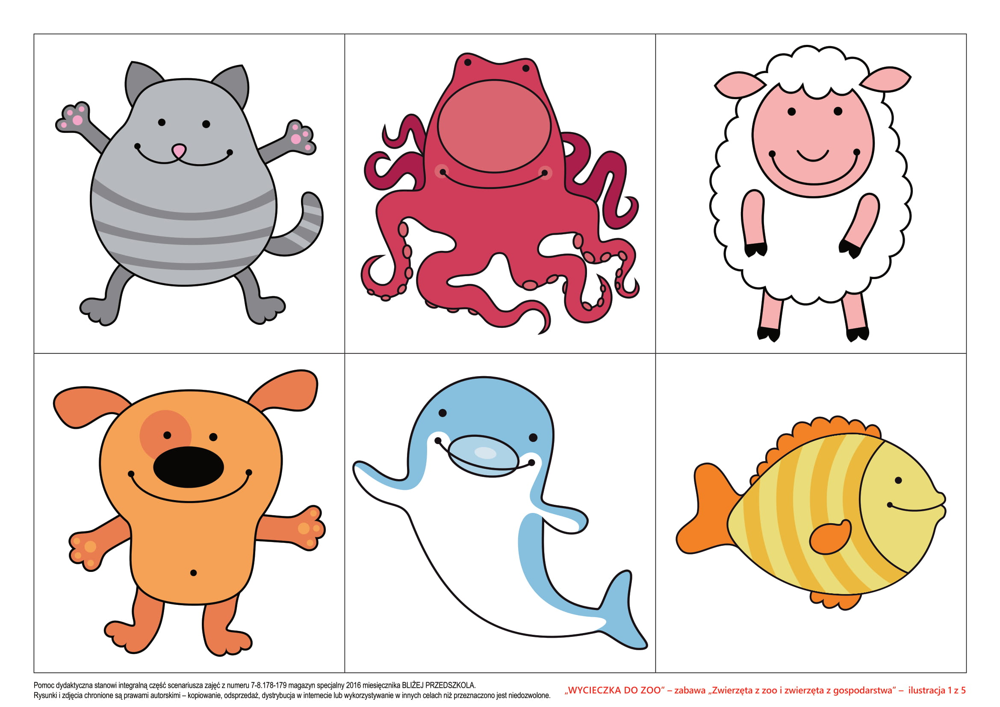 Pomoc dydaktyczna stanowi integralną część scenariusza zajęć z numeru 7-8.178-179 magazyn specjalny 2016 miesięcznika BLIŻEJ PRZEDSZKOLA.
Rysunki i zdjęcia chronione są prawami autorskimi – kopiowanie, odsprzedaż, dystrybucja w internecie lub wykorzystywanie w innych celach niż przeznaczono jest niedozwolone.
„WYCIECZKA DO ZOO” – zabawa „Zwierzęta z zoo i zwierzęta z gospodarstwa” – ilustracja 1 z 5